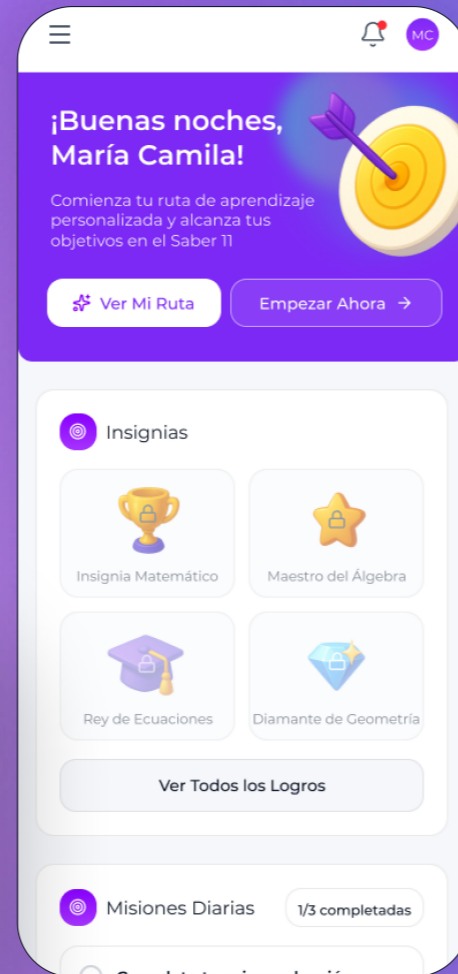 MC
¡Buenas noches,
María Camila!
Comienza tu ruta de aprendizaje
personalizada y alcanza tus
objetivos en el Saber 11
Ver Mi Ruta
Empezar Ahora →
Insignias
Insignia Matemático
Maestro del Álgebra
Rey de Ecuaciones
Diamante de Geometría
Ver Todos los Logros
Misiones Diarias
1/3 completadas